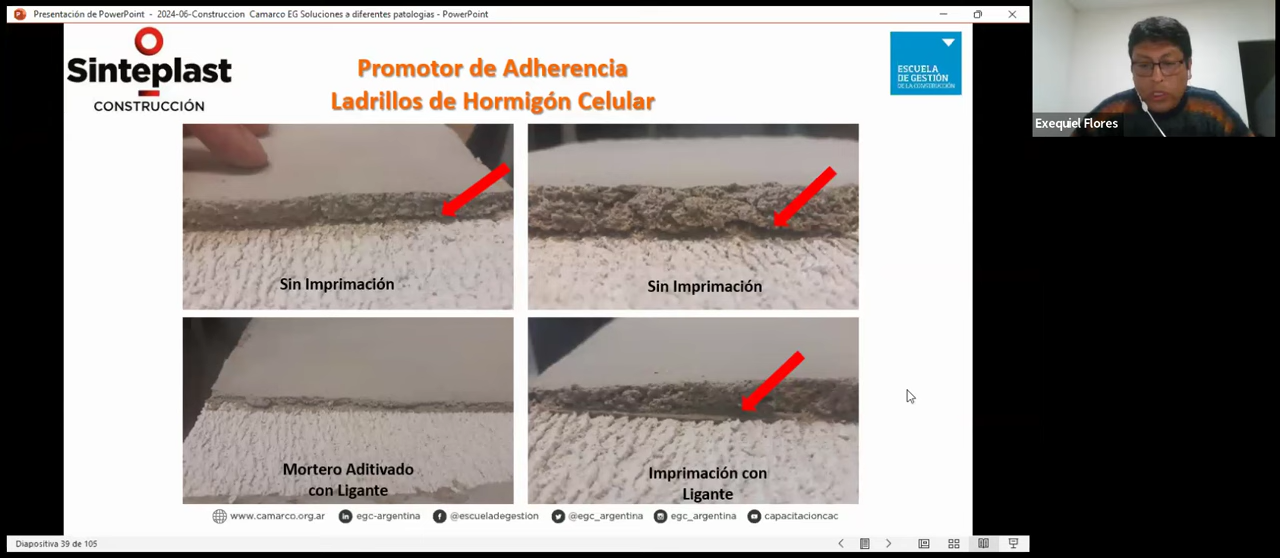 Presentación de PowerPoint - 2024-06-Construccion Camarco EG Soluciones a diferentes patologias - PowerPoint
Sinteplast
CONSTRUCCIÓN
Promotor de Adherencia
Ladrillos de Hormigón Celular
ESCUELA
DE GESTIÓN
DE LA CONSTRUCCIÓN
Exequiel Flores
Sin Imprimación
Sin Imprimación
Mortero Aditivado
con Ligante
Imprimación con
Ligante
www.camarco.org.ar egc-argentina @escueladegestion @egc_argentina egc_argentina capacitacioncac
Diapositiva 39 de 105